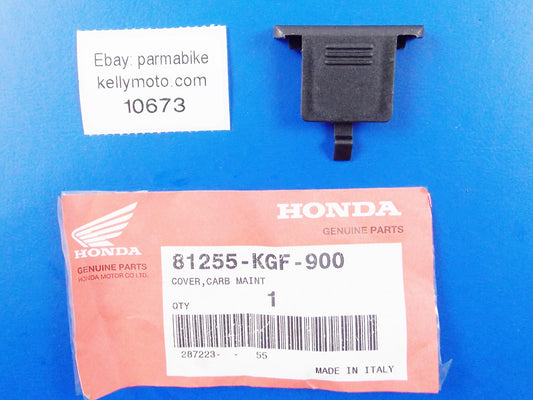 Ebay: parmabike
kellymoto.com
10673
HONDA
GENUINE PARTS
HONDA
GENUINE PARTS
HONDA MOTOR CO LTD.
81255-KGF-900
COVER,CARB MAINT
QTY 1
287223- - 55
MADE IN ITALY